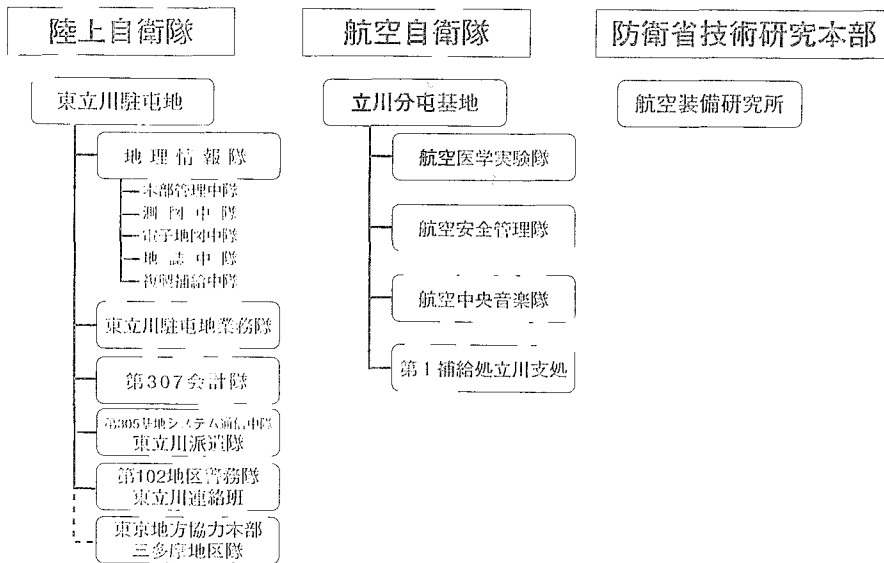 陸上自衛隊
東立川駐屯地
地理情報隊
本部管理中隊
測図中隊
電子地図中隊
地誌中隊
複製補給中隊
東立川駐屯地業務隊
第307会計隊
第305基地システム通信中隊
東立川派遣隊
第102地区警務隊
東立川連絡班
東京地方協力本部
三多摩地区隊
航空自衛隊
立川分屯基地
航空医学実験隊
航空安全管理隊
航空中央音楽隊
第1補給処立川支処
防衛省技術研究本部
航空装備研究所